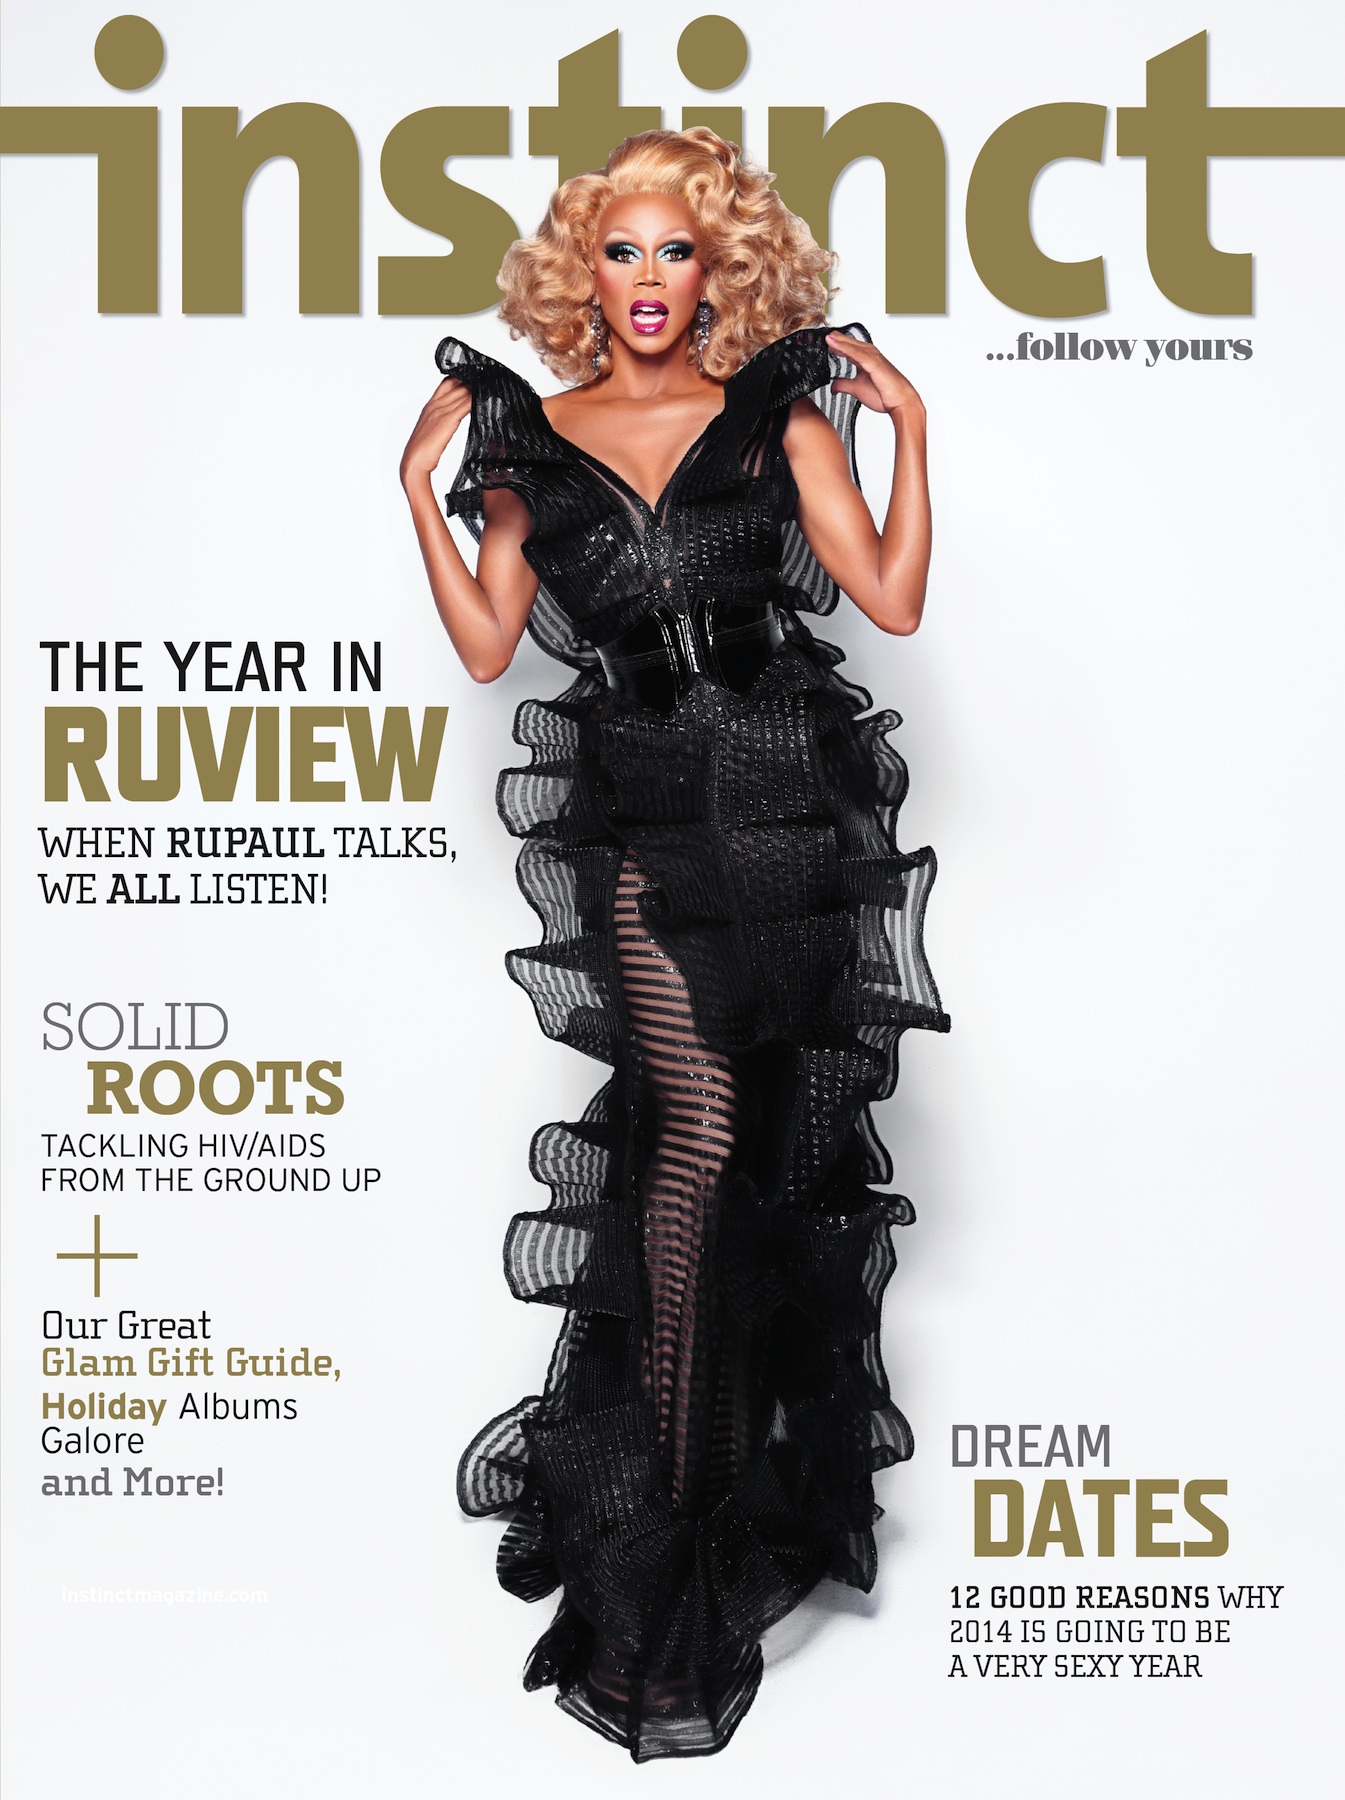 instinct
...follow yours
THE YEAR IN
RUVIEW
WHEN RUPAUL TALKS,
WE ALL LISTEN!
SOLID
ROOTS
TACKLING HIV/AIDS
FROM THE GROUND UP
+
Our Great
Glam Gift Guide,
Holiday Albums
Galore
and More!
instinctmagazine.com
DREAM
DATES
12 GOOD REASONS WHY
2014 IS GOING TO BE
A VERY SEXY YEAR